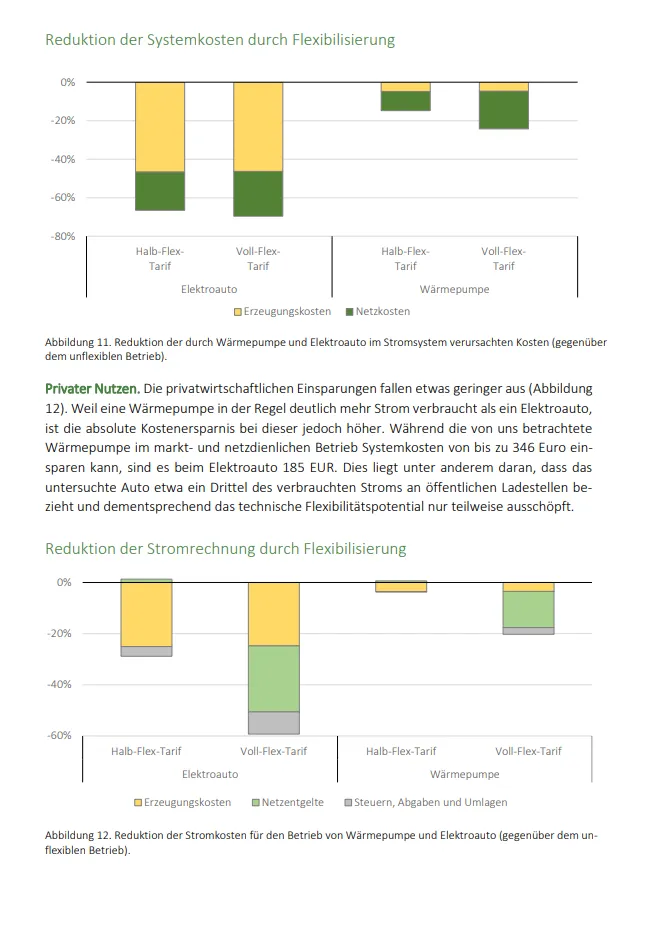 Reduktion der Systemkosten durch Flexibilisierung
0%
-20%
-40%
-60%
-80%
Halb-Flex-
Tarif
Voll-Flex-
Tarif
Halb-Flex-
Tarif
Voll-Flex-
Tarif
Elektroauto
Wärmepumpe
Erzeugungskosten
Netzkosten
Abbildung 11. Reduktion der durch Wärmepumpe und Elektroauto im Stromsystem verursachten Kosten (gegenüber
dem unflexiblen Betrieb).
Privater Nutzen. Die privatwirtschaftlichen Einsparungen fallen etwas geringer aus (Abbildung
12). Weil eine Wärmepumpe in der Regel deutlich mehr Strom verbraucht als ein Elektroauto,
ist die absolute Kostenersparnis bei dieser jedoch höher. Während die von uns betrachtete
Wärmepumpe im markt- und netzdienlichen Betrieb Systemkosten von bis zu 346 Euro ein-
sparen kann, sind es beim Elektroauto 185 EUR. Dies liegt unter anderem daran, dass das
untersuchte Auto etwa ein Drittel des verbrauchten Stroms an öffentlichen Ladestellen be-
zieht und dementsprechend das technische Flexibilitätspotential nur teilweise ausschöpft.
Reduktion der Stromrechnung durch Flexibilisierung
0%
-20%
-40%
-60%
Halb-Flex-Tarif
Voll-Flex-Tarif
Halb-Flex-Tarif
Voll-Flex-Tarif
Elektroauto
Wärmepumpe
Erzeugungskosten
Netzentgelte
Steuern, Abgaben und Umlagen
Abbildung 12. Reduktion der Stromkosten für den Betrieb von Wärmepumpe und Elektroauto (gegenüber dem un-
flexiblen Betrieb).